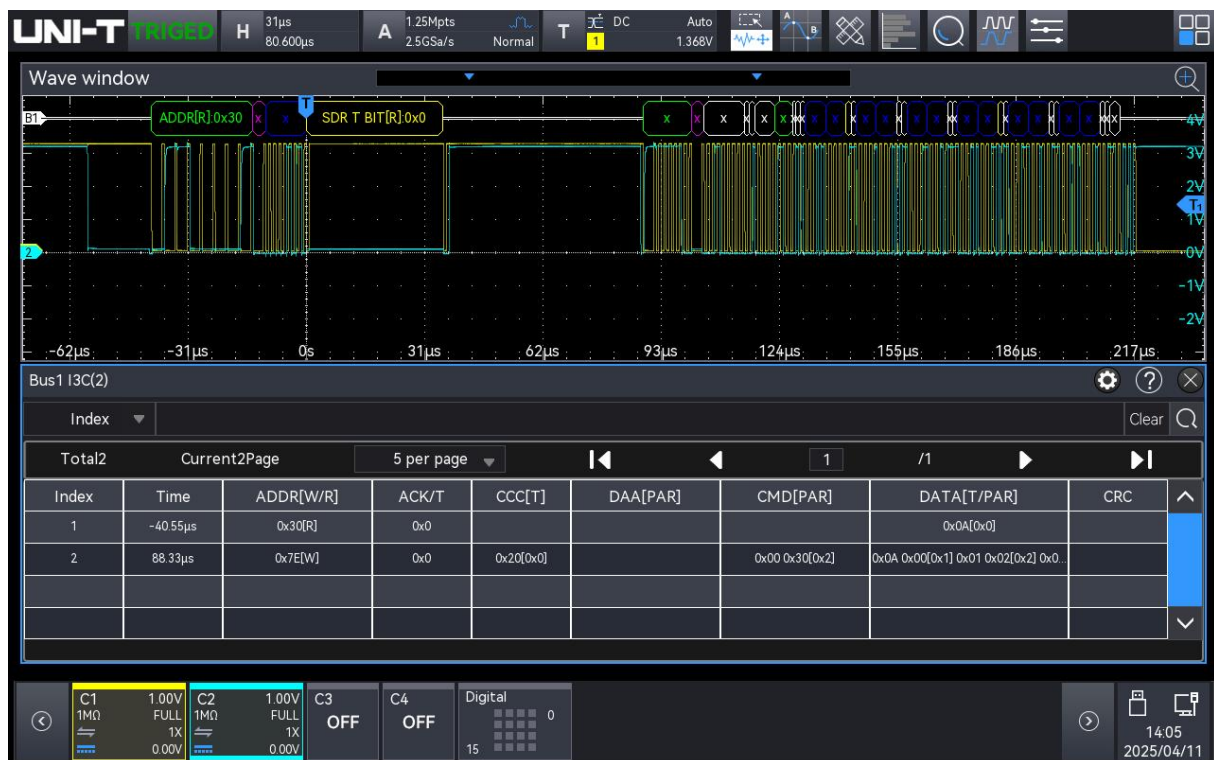 UNI-T TRIGED H 31µs 80.600µs A 1.25Mpts 2.5GSa/s Normal T DC 1 Auto 1.368V
Wave window
B1 ADDR[R]:0x30 x x T SDR T BIT[R]:0x0 x x x x x
4V
3V
2V
T1
1V
2
0V
-1V
-2V
-62µs -31µs 0s 31µs 62µs 93µs 124µs 155µs 186µs 217µs
Bus1 I3C(2)
Index Clear
Total2 Current2Page 5 per page 1 /1
Index Time ADDR[W/R] ACK/T CCC[T] DAA[PAR] CMD[PAR] DATA[T/PAR] CRC
1 -40.55µs 0x30[R] 0x0 0x0A[0x0]
2 88.33µs 0x7E[W] 0x0 0x20[0x0] 0x00 0x30[0x2] 0x0A 0x00[0x1] 0x01 0x02[0x2] 0x0...
C1 1.00V C2 1.00V C3 C4 Digital
1MΩ FULL 1MΩ FULL OFF OFF 0
1X 1X
0.00V 0.00V 15
14:05
2025/04/11